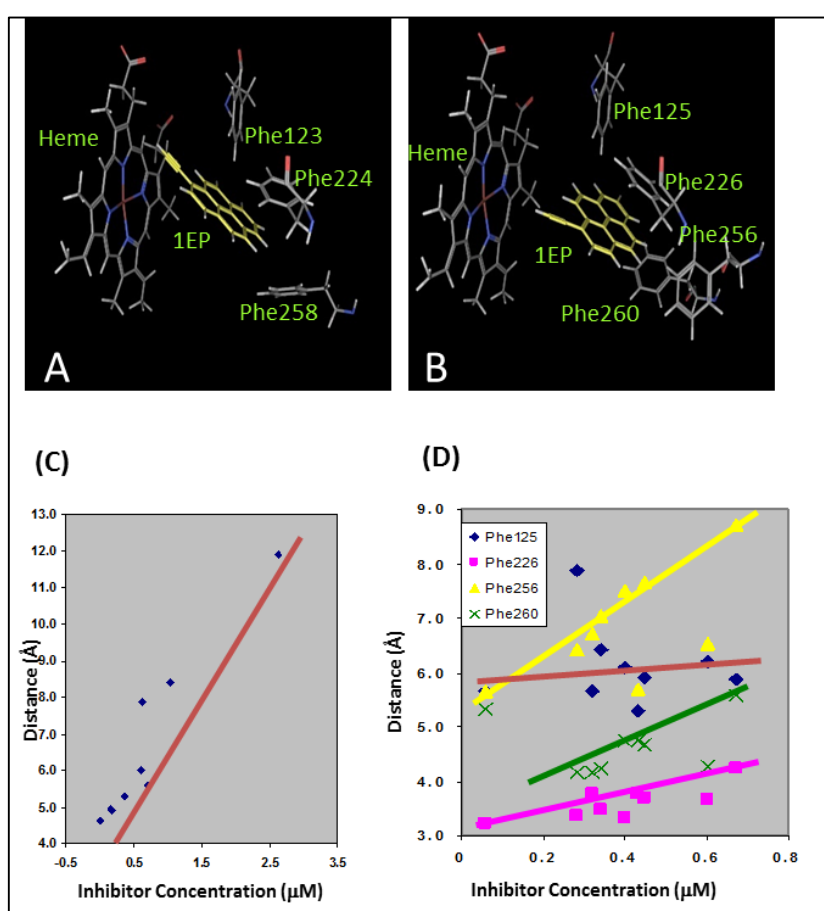 Heme
Phe123
Phe224
1EP
Phe258
A
Heme
Phe125
Phe226
Phe256
1EP
Phe260
B
(C)
13.0
12.0
11.0
10.0
9.0
8.0
7.0
6.0
5.0
4.0
Distance (Å)
-0.5 0.5 1.5 2.5 3.5
Inhibitor Concentration (μM)
(D)
9.0
8.0
7.0
6.0
5.0
4.0
3.0
Distance (Å)
Phe125
Phe226
Phe256
Phe260
0 0.2 0.4 0.6 0.8
Inhibitor Concentration (μM)